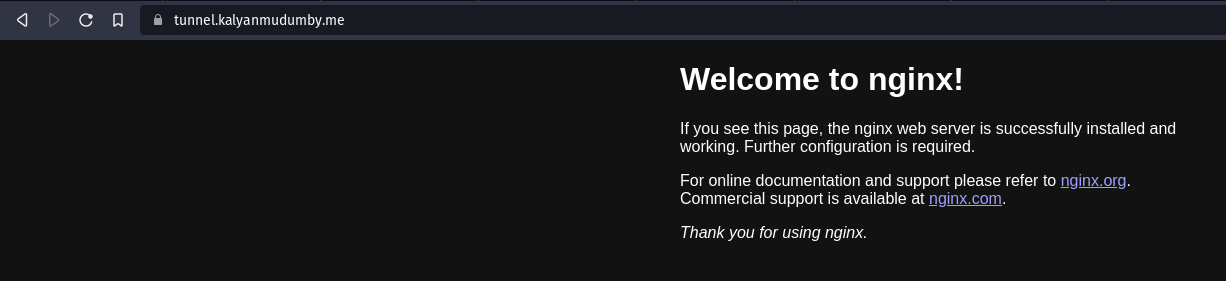 tunnel.kalyanmudumby.me
Welcome to nginx!
If you see this page, the nginx web server is successfully installed and
working. Further configuration is required.
For online documentation and support please refer to nginx.org.
Commercial support is available at nginx.com.
Thank you for using nginx.